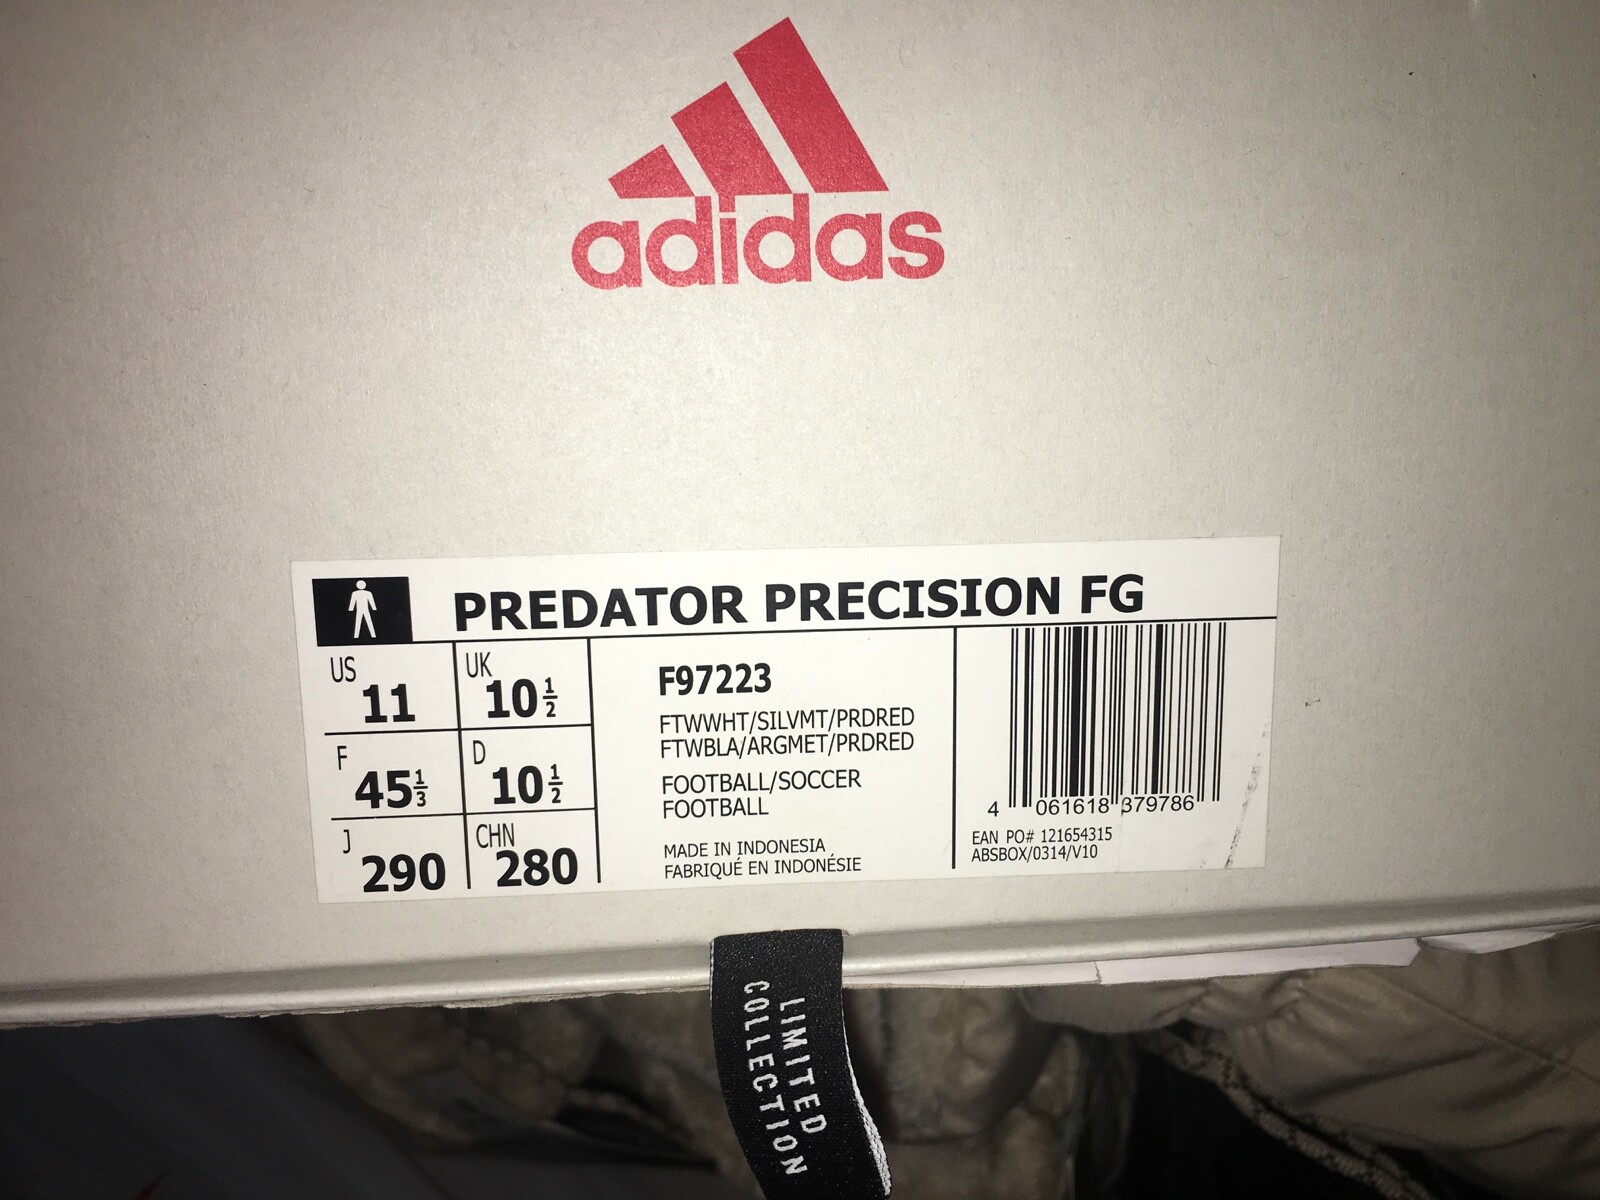 adidas
PREDATOR PRECISION FG
US 11
UK 10 1/2
F 45 1/3
D 10 1/2
J 290
CHN 280
F97223
FTWWHT/SILVMT/PRDRED
FTWBLA/ARGMET/PRDRED
FOOTBALL/SOCCER
FOOTBALL
MADE IN INDONESIA
FABRIQUÉ EN INDONÉSIE
4 061618 379786
EAN PO# 121654315
ABSBOX/0314/V10
LIMITED
COLLECTION